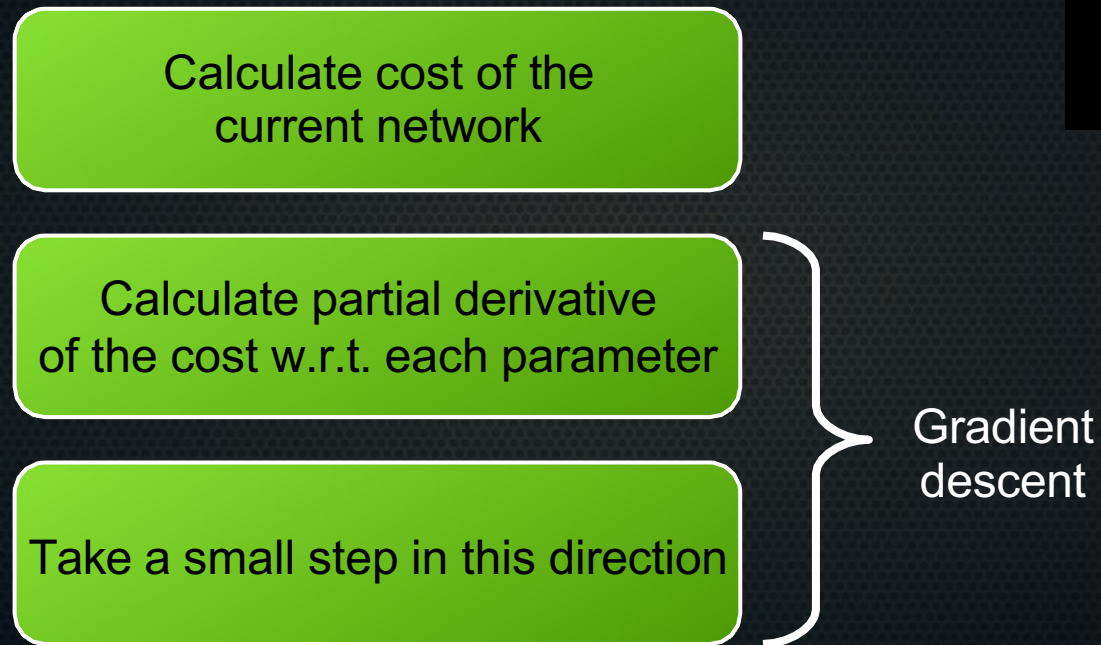 Calculate cost of the
current network
Calculate partial derivative
of the cost w.r.t. each parameter
Take a small step in this direction
Gradient
descent